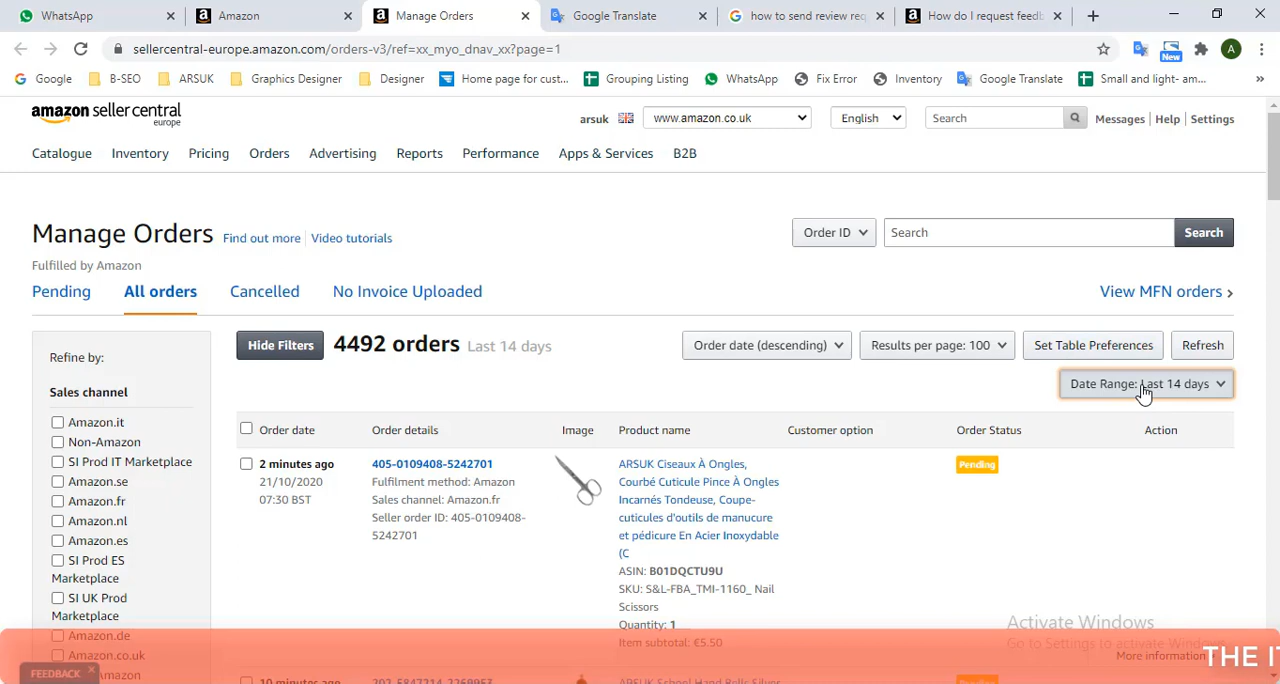 WhatsApp
Amazon
Manage Orders
Google Translate
how to send review req
How do I request feedb
sellercentral-europe.amazon.com/orders-v3/ref=xx_myo_dnav_xx?page=1
New
A
Google
B-SEO
ARSUK
Graphics Designer
Designer
Home page for cust...
Grouping Listing
WhatsApp
Fix Error
Inventory
Google Translate
Small and light- am...
amazon seller central
europe
arsuk
www.amazon.co.uk
English
Search
Messages | Help | Settings
Catalogue
Inventory
Pricing
Orders
Advertising
Reports
Performance
Apps & Services
B2B
Manage Orders
Find out more
Video tutorials
Order ID
Search
Search
Fulfilled by Amazon
Pending
All orders
Cancelled
No Invoice Uploaded
View MFN orders
Refine by:
Hide Filters
4492 orders
Last 14 days
Order date (descending)
Results per page: 100
Set Table Preferences
Refresh
Date Range: Last 14 days
Sales channel
Amazon.it
Non-Amazon
SI Prod IT Marketplace
Amazon.se
Amazon.fr
Amazon.nl
Amazon.es
SI Prod ES
Marketplace
SI UK Prod
Marketplace
Amazon.de
Amazon.co.uk
Order date
Order details
Image
Product name
Customer option
Order Status
Action
2 minutes ago
21/10/2020
07:30 BST
405-0109408-5242701
Fulfilment method: Amazon
Sales channel: Amazon.fr
Seller order ID: 405-0109408-
5242701
ARSUK Ciseaux À Ongles,
Courbé Cuticule Pince À Ongles
Incarnés Tondeuse, Coupe-
cuticules d'outils de manucure
et pédicure En Acier Inoxydable
(C
ASIN: B01DQCTU9U
SKU: S&L-FBA_TMI-1160_ Nail
Scissors
Quantity: 1
Item subtotal: €5.50
Pending
Activate Windows
Go to Settings to activate Windows.
More information
THE I
FEEDBACK
10 minutes ago
ARSUK School Hand Bells Silver
Pending